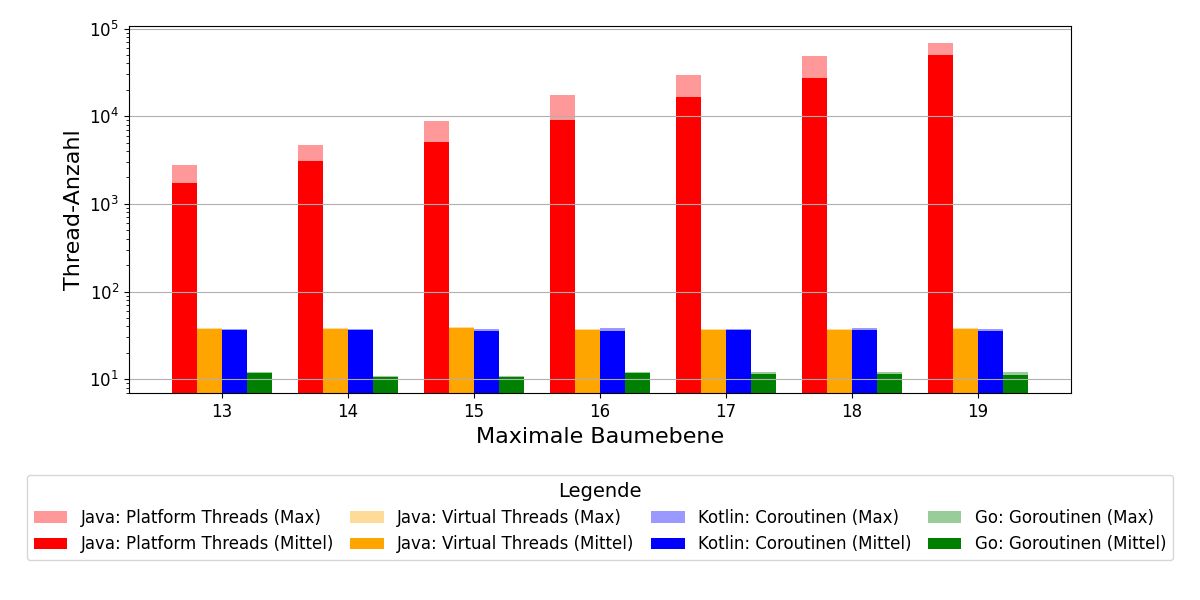 10^5
10^4
10^3
10^2
10^1
Thread-Anzahl
13 14 15 16 17 18 19
Maximale Baumebene
Legende
Java: Platform Threads (Max) Java: Virtual Threads (Max) Kotlin: Coroutinen (Max) Go: Goroutinen (Max)
Java: Platform Threads (Mittel) Java: Virtual Threads (Mittel) Kotlin: Coroutinen (Mittel) Go: Goroutinen (Mittel)